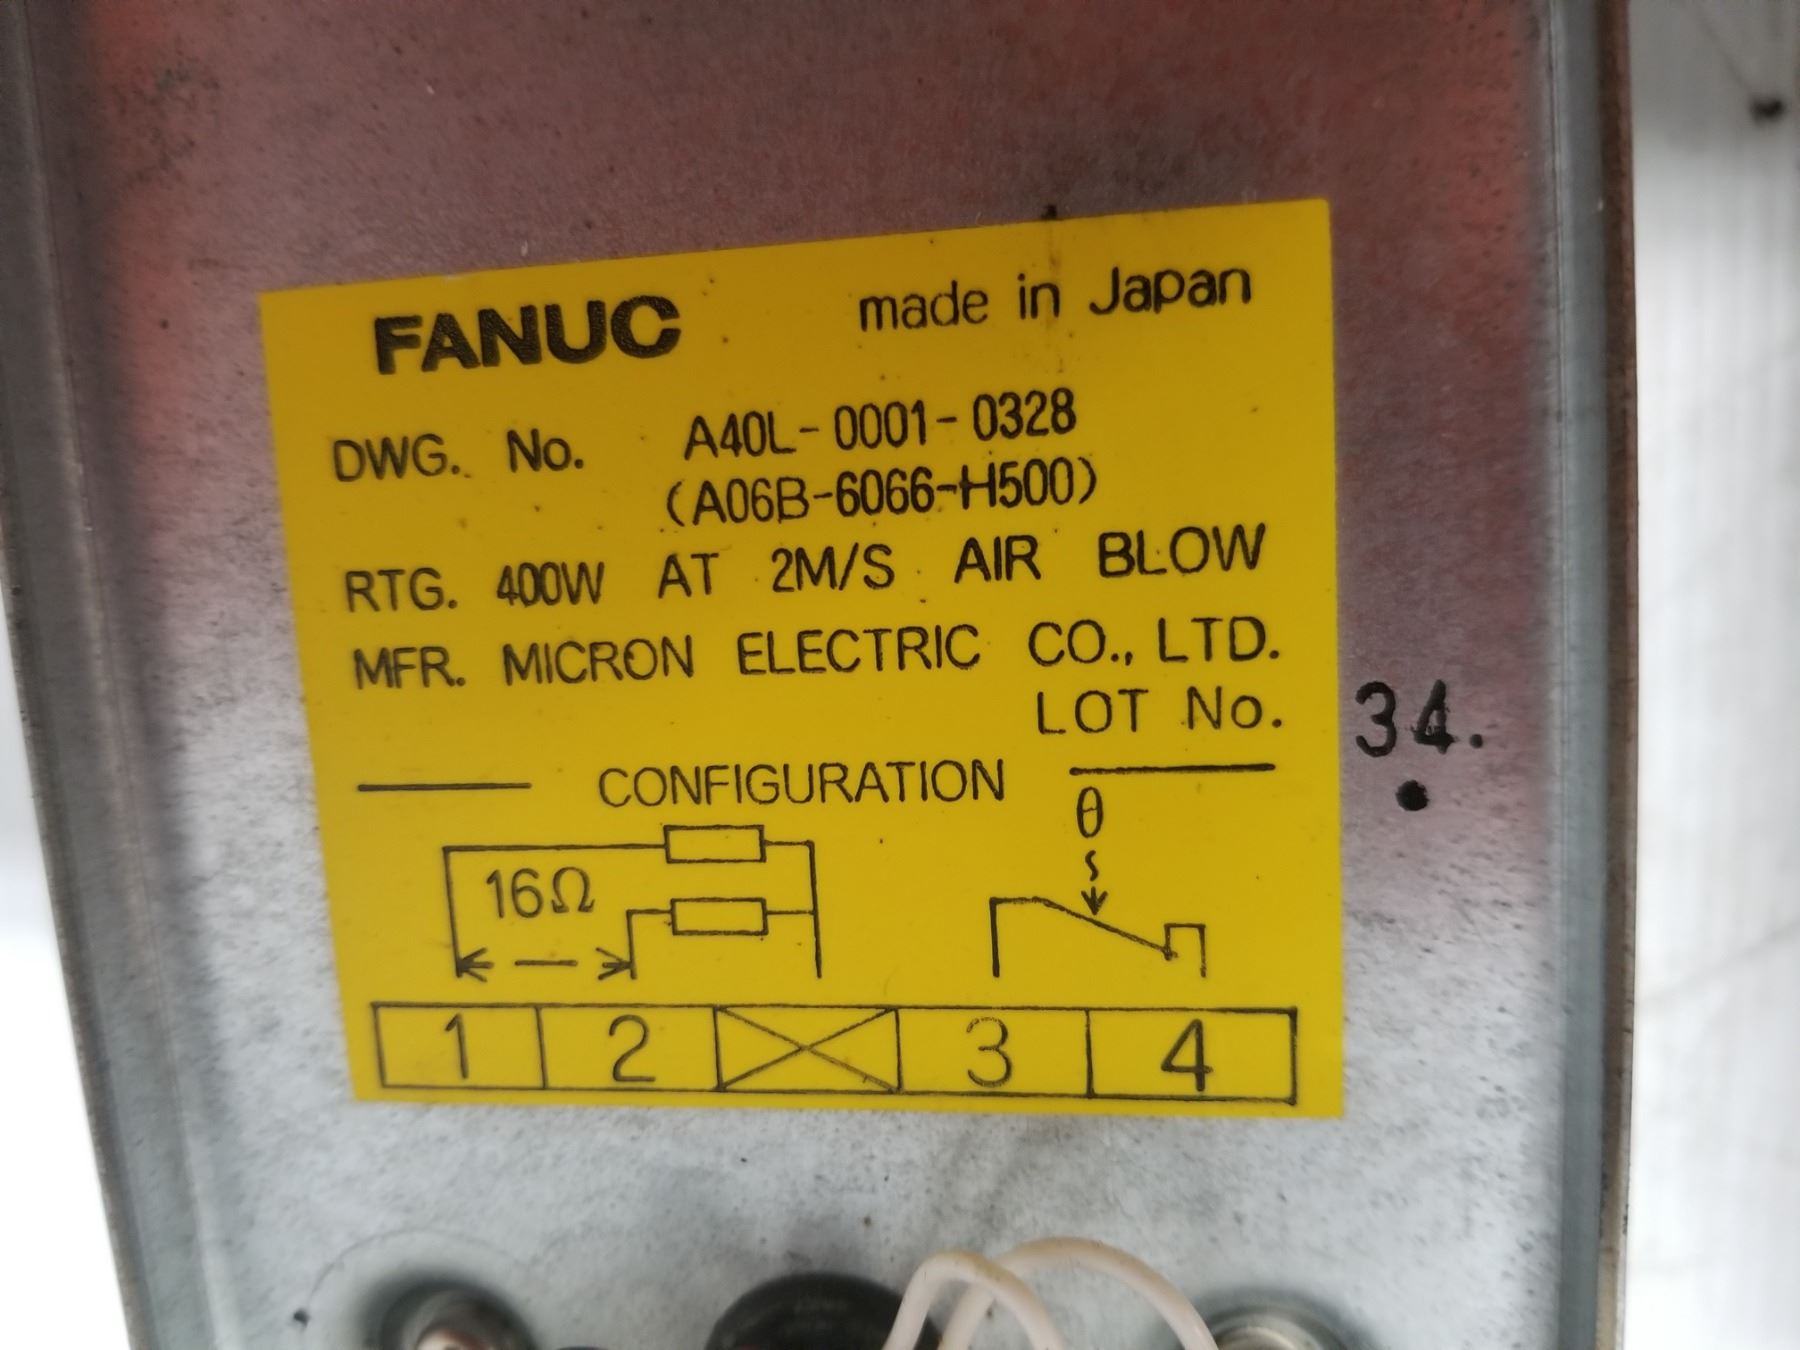 FANUC made in Japan
DWG. No. A40L-0001-0328
(A06B-6066-H500)
RTG. 400W AT 2M/S AIR BLOW
MFR. MICRON ELECTRIC CO., LTD.
LOT No. 34.
CONFIGURATION
θ
16Ω
1 2 3 4